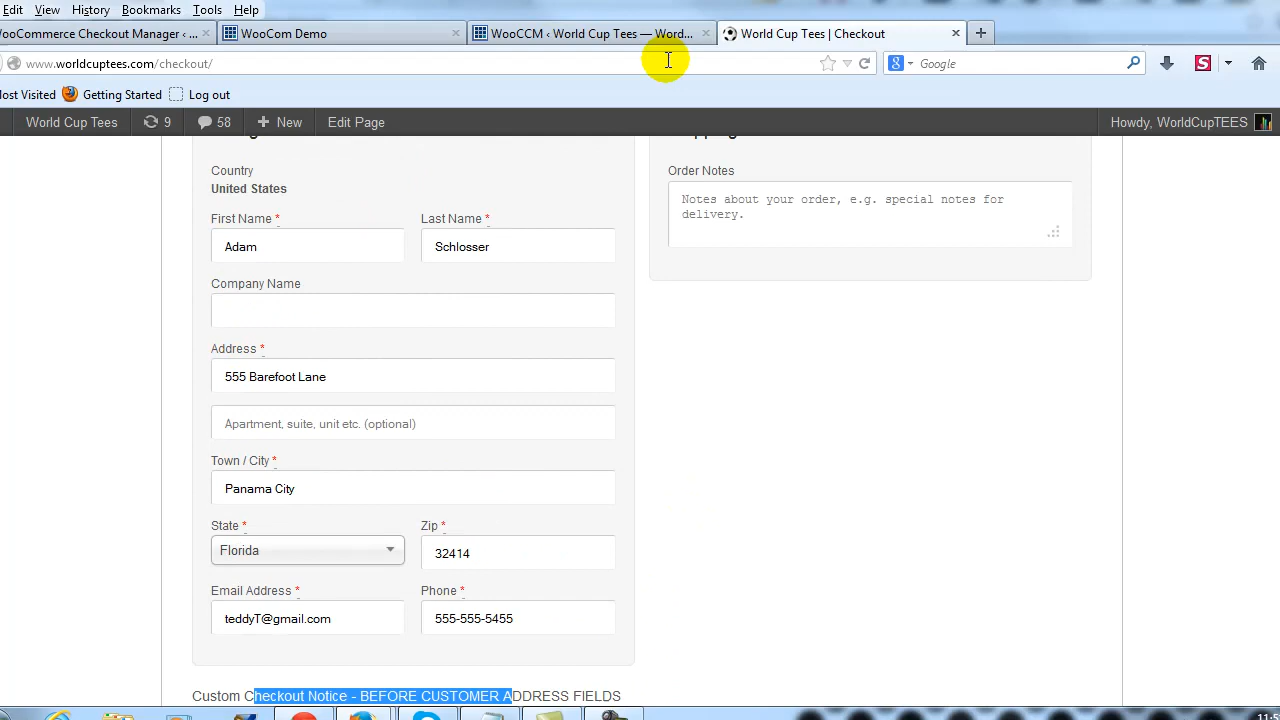 Edit View History Bookmarks Tools Help
WooCommerce Checkout Manager ‹ ... × WooCom Demo × WooCCM ‹ World Cup Tees — Word... × World Cup Tees | Checkout × +
www.worldcuptees.com/checkout/ Google
Most Visited Getting Started Log out
World Cup Tees 9 58 + New Edit Page Howdy, WorldCupTEES
Country
United States
First Name * Last Name *
Adam Schlosser
Company Name
Address *
555 Barefoot Lane
Apartment, suite, unit etc. (optional)
Town / City *
Panama City
State * Zip *
Florida 32414
Email Address * Phone *
teddyT@gmail.com 555-555-5455
Order Notes
Notes about your order, e.g. special notes for
delivery.
Custom Checkout Notice - BEFORE CUSTOMER ADDRESS FIELDS